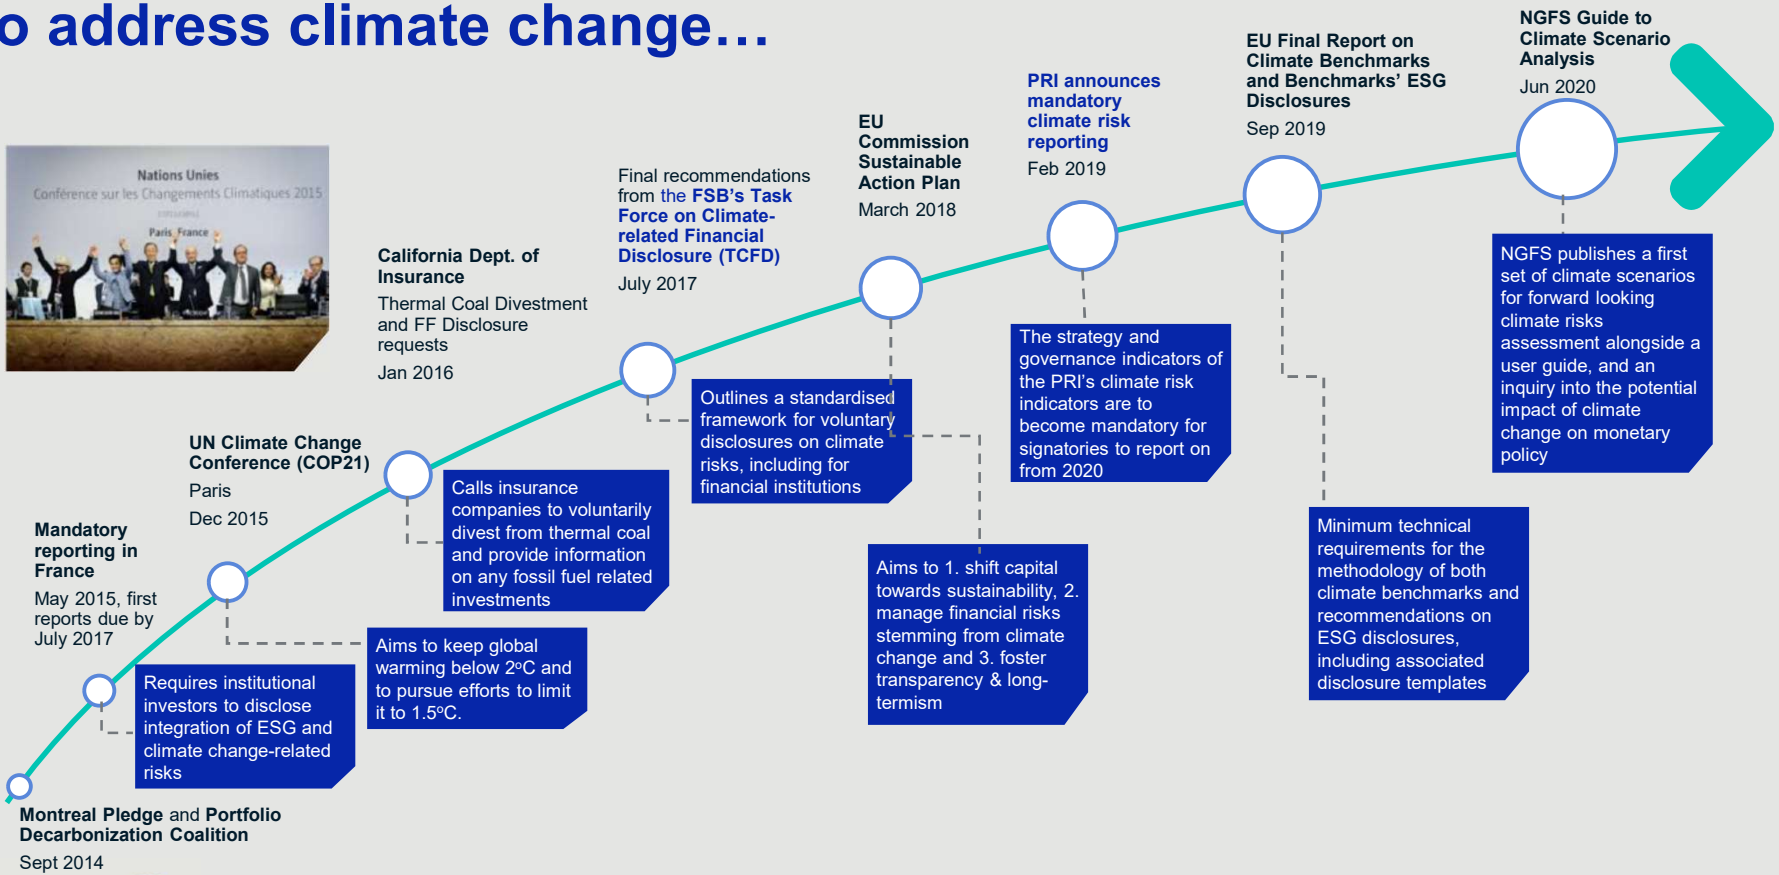 o address climate change…
Nations Unies
Conférence sur les Changements Climatiques 2015
Paris, France
Montreal Pledge and Portfolio
Decarbonization Coalition
Sept 2014
Mandatory
reporting in
France
May 2015, first
reports due by
July 2017
Requires institutional
investors to disclose
integration of ESG and
climate change-related
risks
UN Climate Change
Conference (COP21)
Paris
Dec 2015
Aims to keep global
warming below 2ºC and
to pursue efforts to limit
it to 1.5ºC.
California Dept. of
Insurance
Thermal Coal Divestment
and FF Disclosure
requests
Jan 2016
Calls insurance
companies to voluntarily
divest from thermal coal
and provide information
on any fossil fuel related
investments
Final recommendations
from the FSB’s Task
Force on Climate-
related Financial
Disclosure (TCFD)
July 2017
Outlines a standardised
framework for voluntary
disclosures on climate
risks, including for
financial institutions
EU
Commission
Sustainable
Action Plan
March 2018
Aims to 1. shift capital
towards sustainability, 2.
manage financial risks
stemming from climate
change and 3. foster
transparency & long-
termism
PRI announces
mandatory
climate risk
reporting
Feb 2019
The strategy and
governance indicators of
the PRI’s climate risk
indicators are to
become mandatory for
signatories to report on
from 2020
EU Final Report on
Climate Benchmarks
and Benchmarks’ ESG
Disclosures
Sep 2019
Minimum technical
requirements for the
methodology of both
climate benchmarks and
recommendations on
ESG disclosures,
including associated
disclosure templates
NGFS Guide to
Climate Scenario
Analysis
Jun 2020
NGFS publishes a first
set of climate scenarios
for forward looking
climate risks
assessment alongside a
user guide, and an
inquiry into the potential
impact of climate
change on monetary
policy